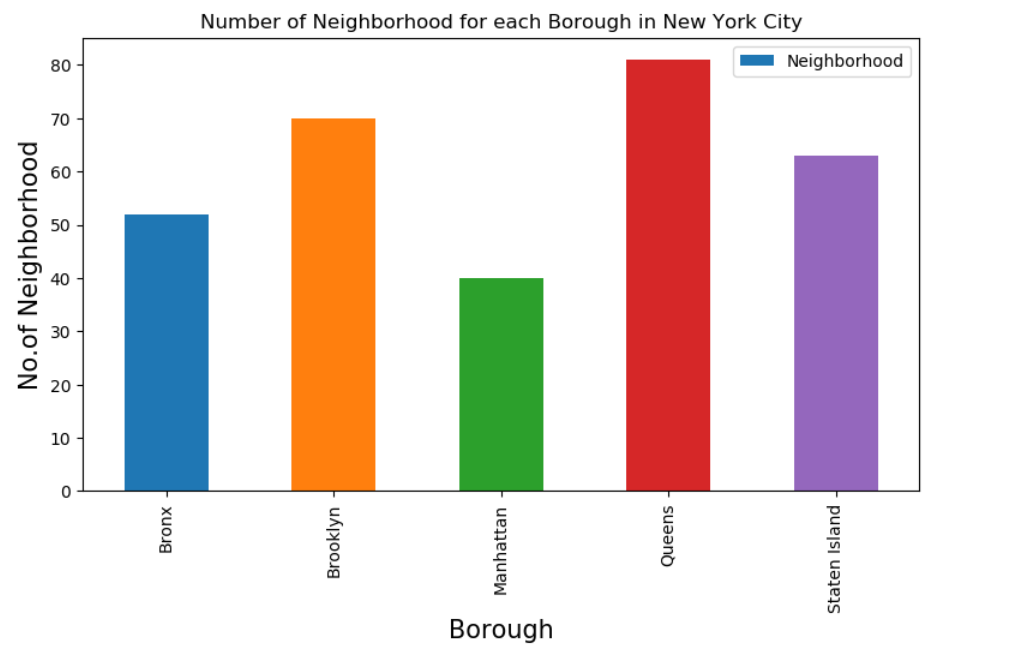 Number of Neighborhood for each Borough in New York City
Neighborhood
No.of Neighborhood
80
70
60
50
40
30
20
10
0
Bronx
Brooklyn
Manhattan
Queens
Staten Island
Borough